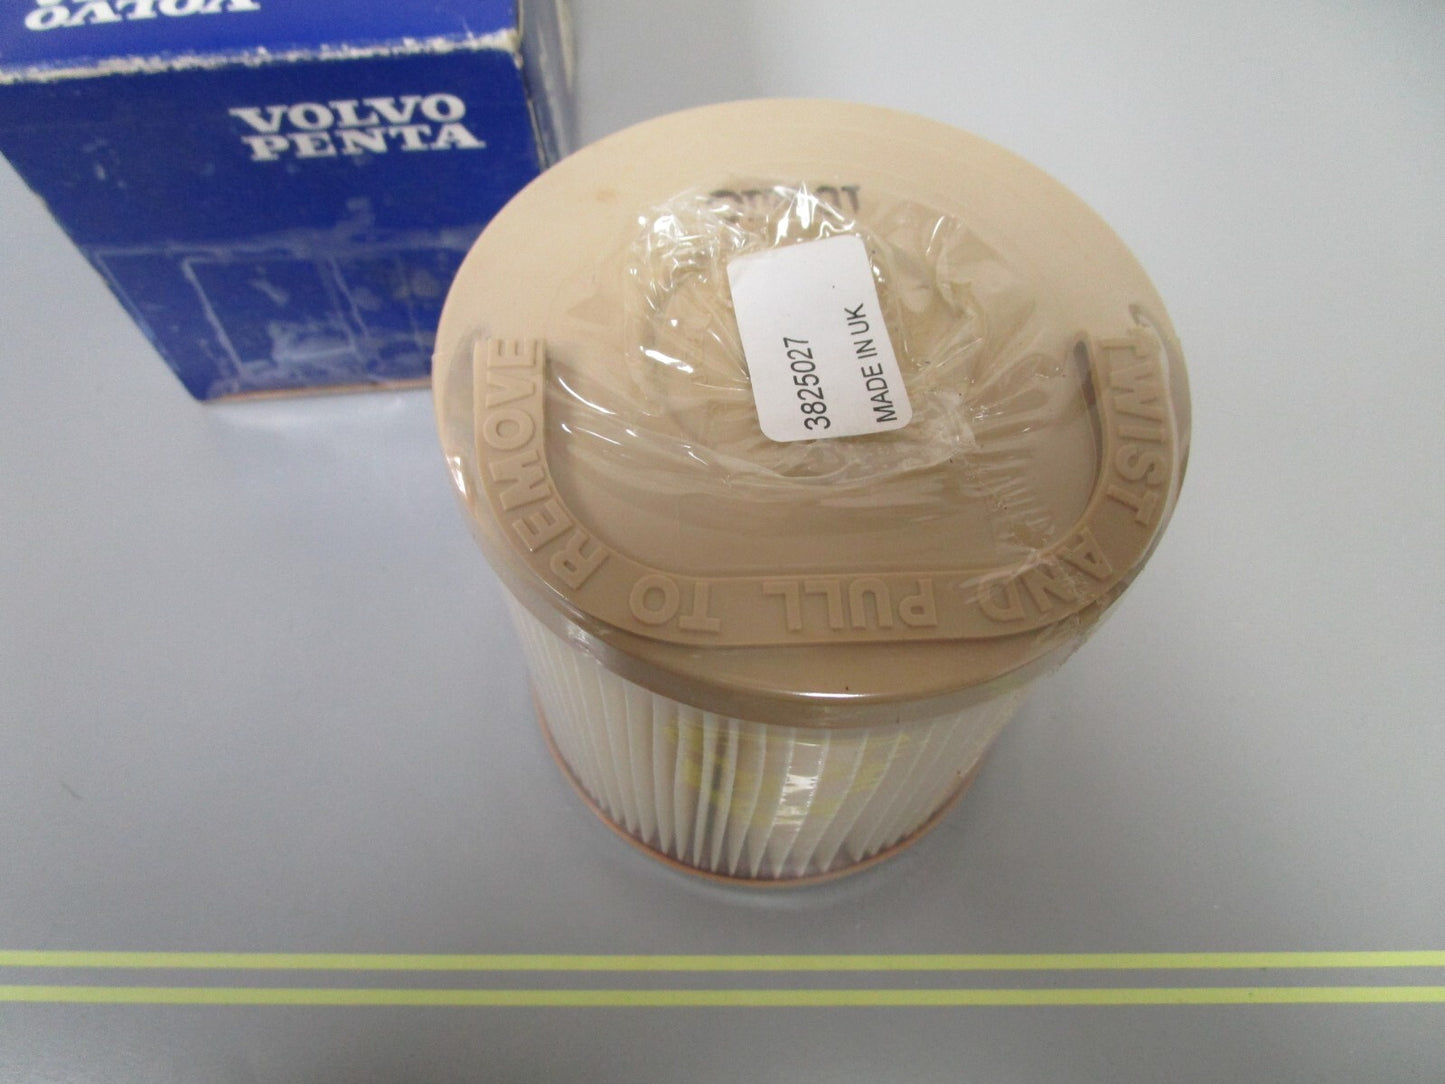 VOLVO
VOLVO
PENTA
3825027
MADE IN UK
TWIST AND PULL TO REMOVE